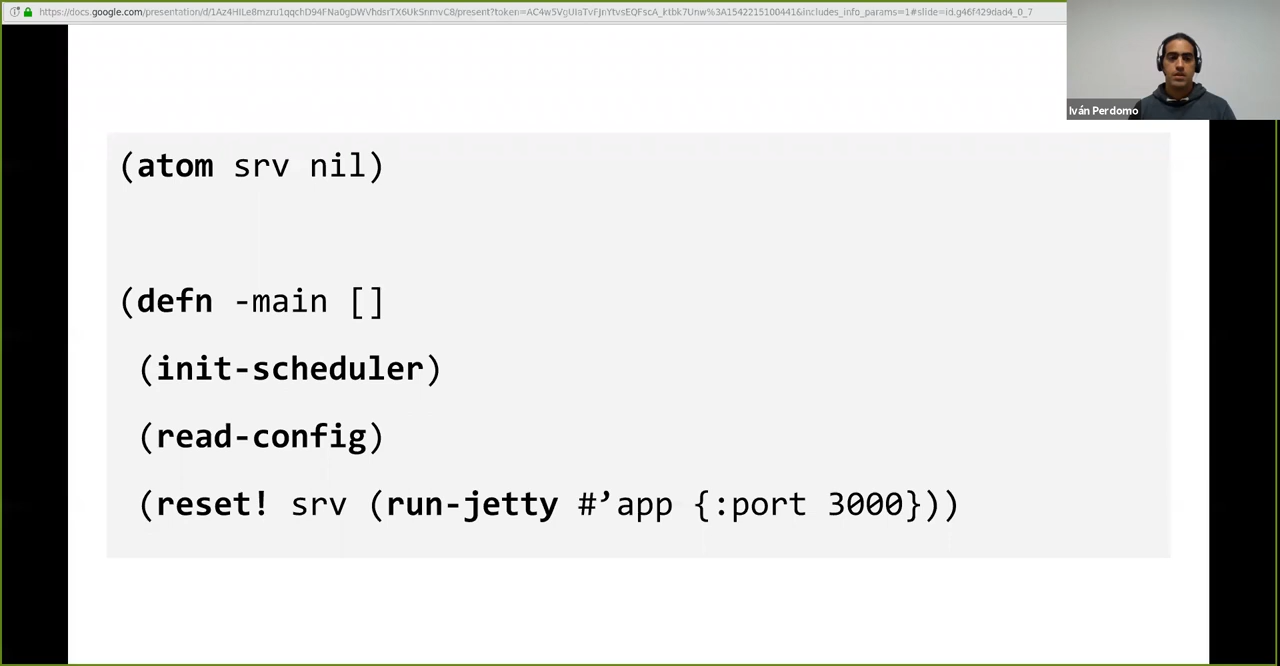 (atom srv nil)
(defn -main []
(init-scheduler)
(read-config)
(reset! srv (run-jetty #’app {:port 3000}))
Iván Perdomo